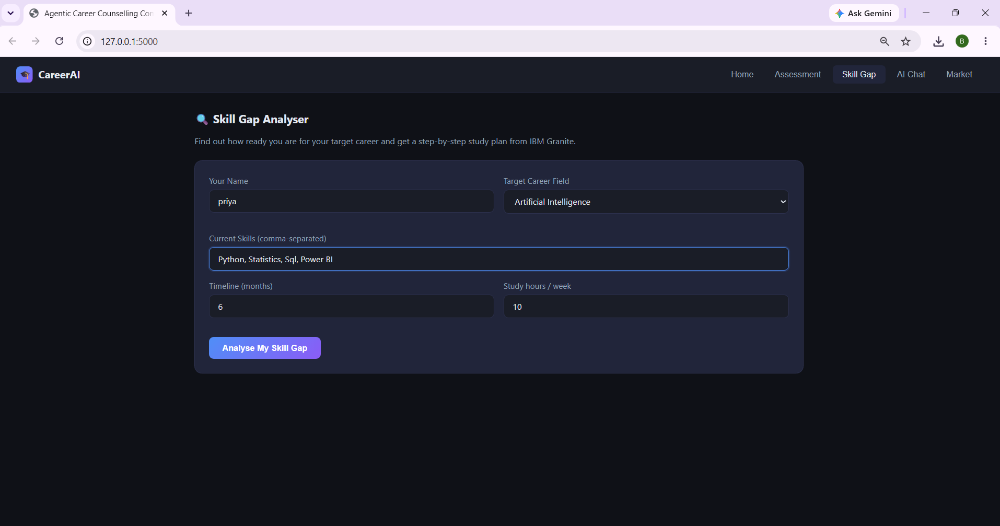 Agentic Career Counselling Con
Ask Gemini
127.0.0.1:5000
B
CareerAI
Home
Assessment
Skill Gap
AI Chat
Market
Skill Gap Analyser
Find out how ready you are for your target career and get a step-by-step study plan from IBM Granite.
Your Name
Target Career Field
priya
Artificial Intelligence
Current Skills (comma-separated)
Python, Statistics, Sql, Power BI
Timeline (months)
Study hours / week
6
10
Analyse My Skill Gap